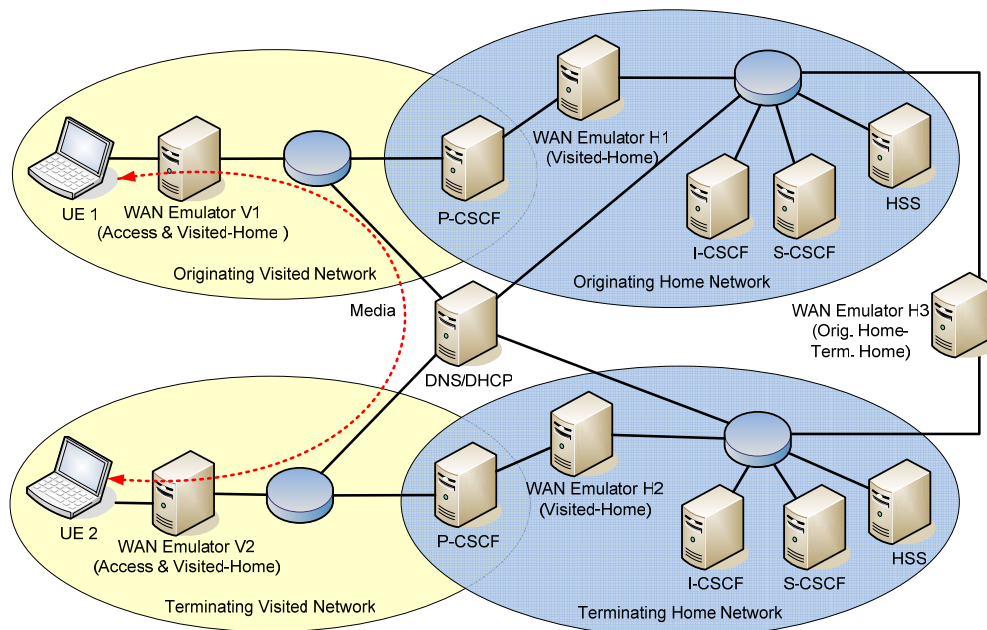 WAN Emulator H1
(Visited-Home)
UE 1
WAN Emulator V1
(Access & Visited-Home )
P-CSCF
I-CSCF
S-CSCF
HSS
Originating Visited Network
Originating Home Network
Media
WAN Emulator H3
(Orig. Home-
Term. Home)
DNS/DHCP
UE 2
WAN Emulator V2
(Access & Visited-Home)
P-CSCF
WAN Emulator H2
(Visited-Home)
I-CSCF
S-CSCF
HSS
Terminating Visited Network
Terminating Home Network